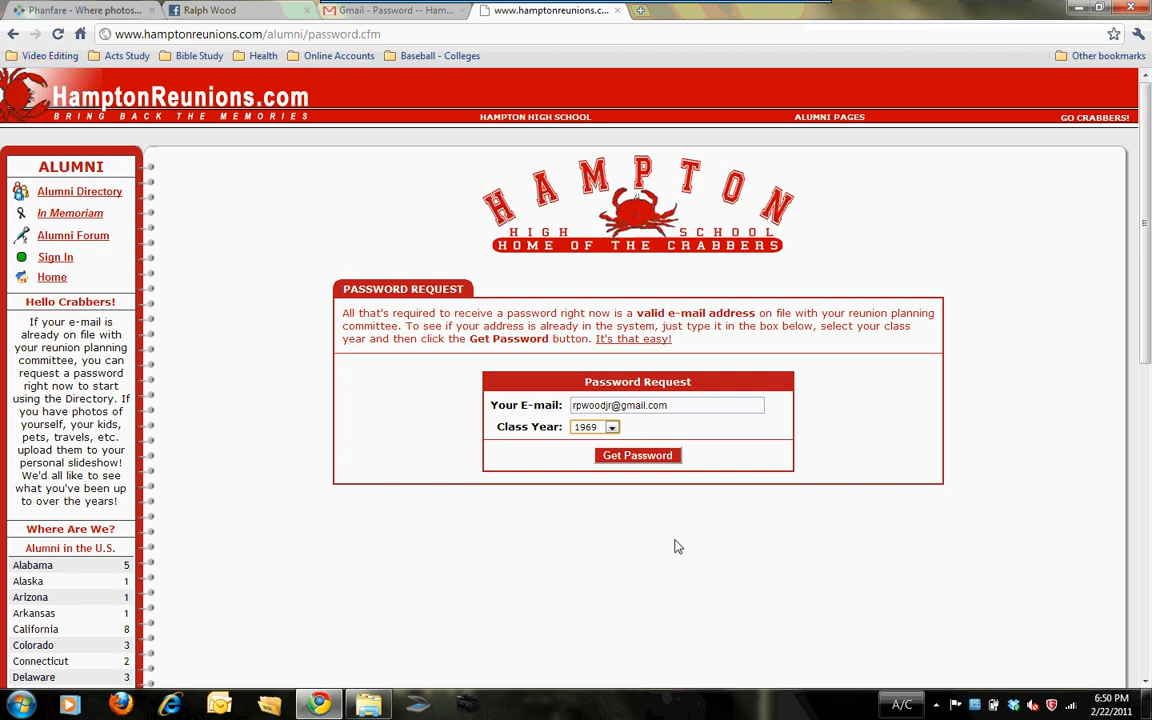 Phanfare - Where photos...
Ralph Wood
Gmail - Password -- Ham...
www.hamptonreunions.c...
www.hamptonreunions.com/alumni/password.cfm
Video Editing
Acts Study
Bible Study
Health
Online Accounts
Baseball - Colleges
Other bookmarks
HamptonReunions.com
BRING BACK THE MEMORIES
HAMPTON HIGH SCHOOL
ALUMNI PAGES
GO CRABBERS!
ALUMNI
Alumni Directory
In Memoriam
Alumni Forum
Sign In
Home
Hello Crabbers!
If your e-mail is
already on file with
your reunion planning
committee, you can
request a password
right now to start
using the Directory. If
you have photos of
yourself, your kids,
pets, travels, etc.
upload them to your
personal slideshow!
We'd all like to see
what you've been up
to over the years!
Where Are We?
Alumni in the U.S.
Alabama 5
Alaska 1
Arizona 1
Arkansas 1
California 8
Colorado 3
Connecticut 2
Delaware 3
HAMPTON
HIGH SCHOOL
HOME OF THE CRABBERS
PASSWORD REQUEST
All that's required to receive a password right now is a valid e-mail address on file with your reunion planning
committee. To see if your address is already in the system, just type it in the box below, select your class
year and then click the Get Password button. It's that easy!
Password Request
Your E-mail: rpwoodjr@gmail.com
Class Year: 1969
Get Password
A/C
6:50 PM
2/22/2011